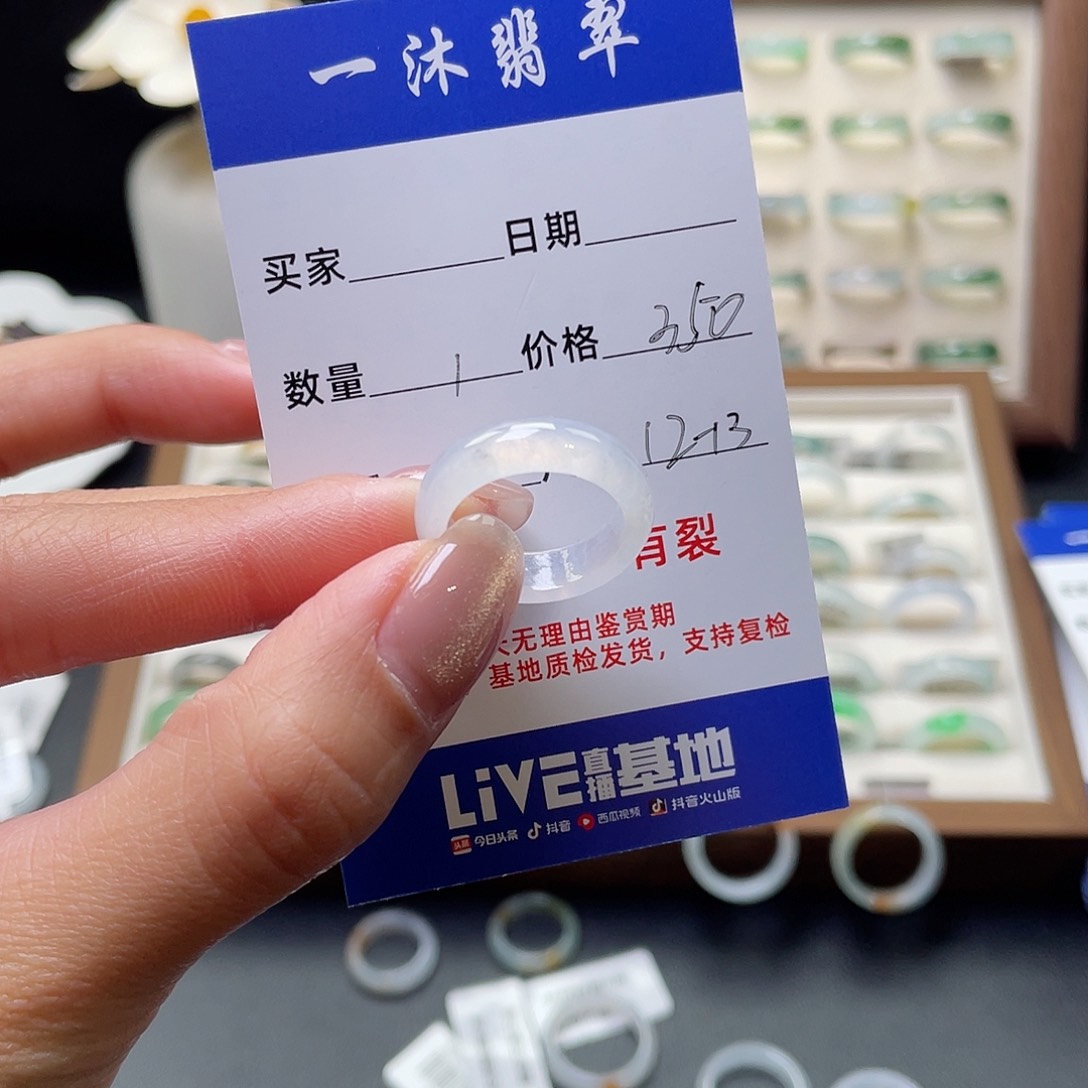 一沐翡翠
买家 日期
数量 1 价格 350
12-13
有裂
天无理由鉴赏期
基地质检发货，支持复检
LiVE直播基地
头条 今日头条 抖音 西瓜视频 抖音火山版